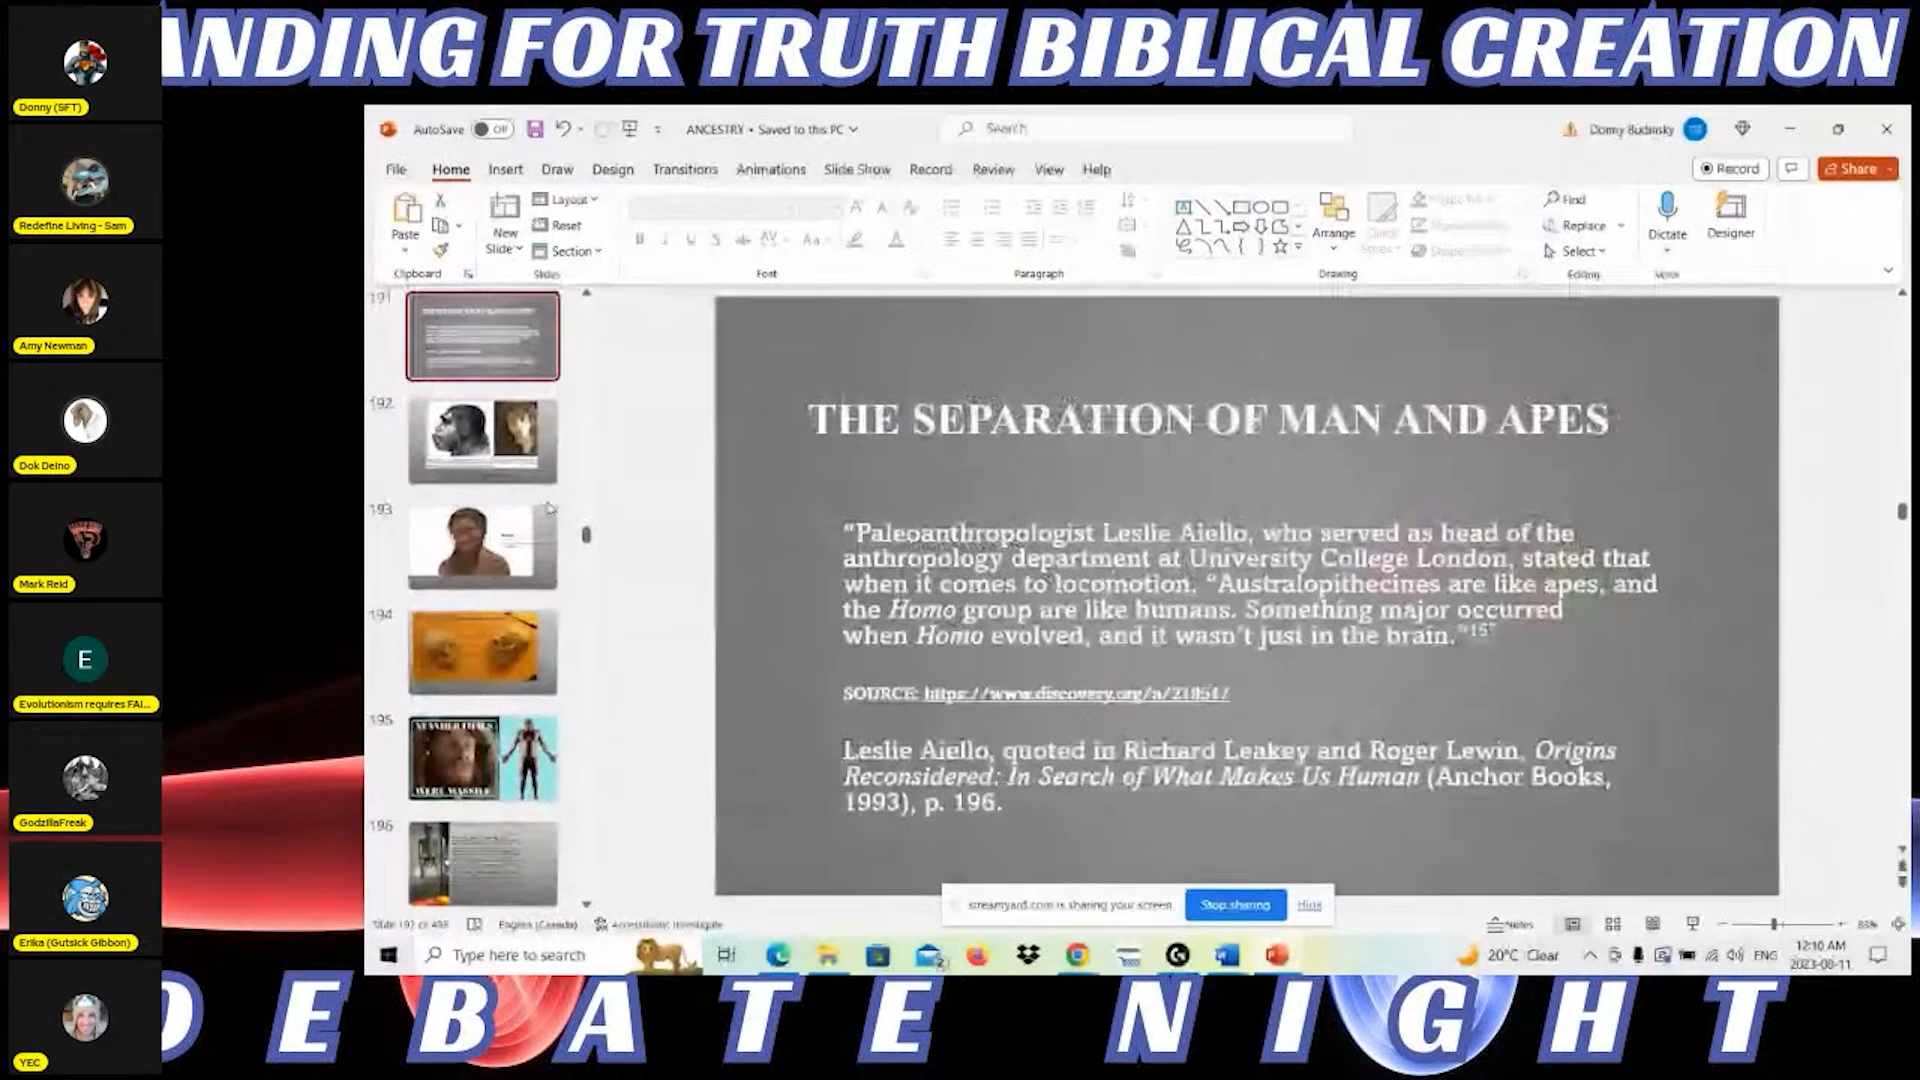 ANDING FOR TRUTH BIBLICAL CREATION
Donny (SFT)
Redefine Living - Sam
Amy Newman
Dok Deino
Mark Reid
E
Evolutionism requires FAI...
GodzillaFreak
Erika (Gutsick Gibbon)
YEC
AutoSave Off
ANCESTRY • Saved to this PC
Search
Donny Budinsky
File Home Insert Draw Design Transitions Animations Slide Show Record Review View Help
Record
Share
Paste
New Slide
Layout
Reset
Section
Arrange
Find
Replace
Select
Dictate
Designer
Clipboard Slides Font Paragraph Drawing Editing Voice
191
192
193
194
195
196
THE SEPARATION OF MAN AND APES
“Paleoanthropologist Leslie Aiello, who served as head of the
anthropology department at University College London, stated that
when it comes to locomotion, “Australopithecines are like apes, and
the Homo group are like humans. Something major occurred
when Homo evolved, and it wasn’t just in the brain.”15”
SOURCE:
Leslie Aiello, quoted in Richard Leakey and Roger Lewin, Origins
Reconsidered: In Search of What Makes Us Human (Anchor Books,
1993), p. 196.
streamyard.com is sharing your screen.
Stop sharing
Hide
English (Canada)
Accessibility: Investigate
Notes
83%
Type here to search
20°C Clear
ENG
12:10 AM
2023-08-11
DEBATE NIGHT